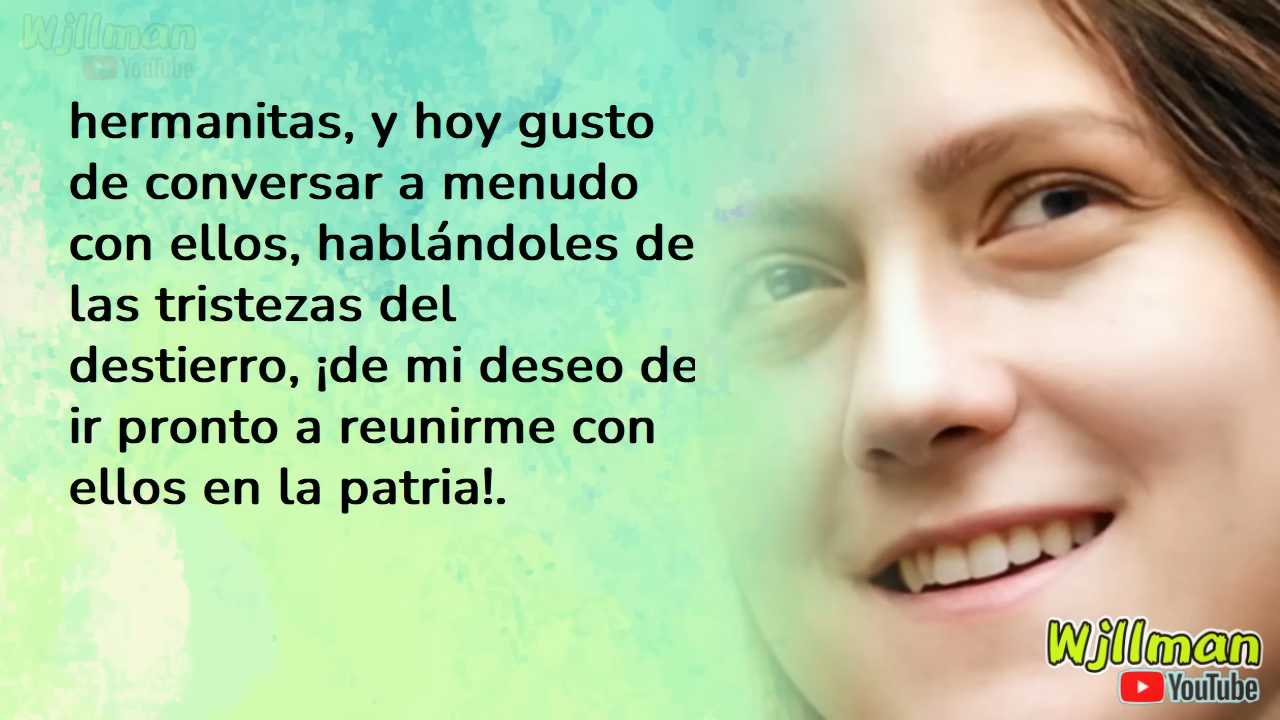 Wjllman
YouTube
hermanitas, y hoy gusto
de conversar a menudo
con ellos, hablándoles de
las tristezas del
destierro, ¡de mi deseo de
ir pronto a reunirme con
ellos en la patria!.
Wjllman
YouTube